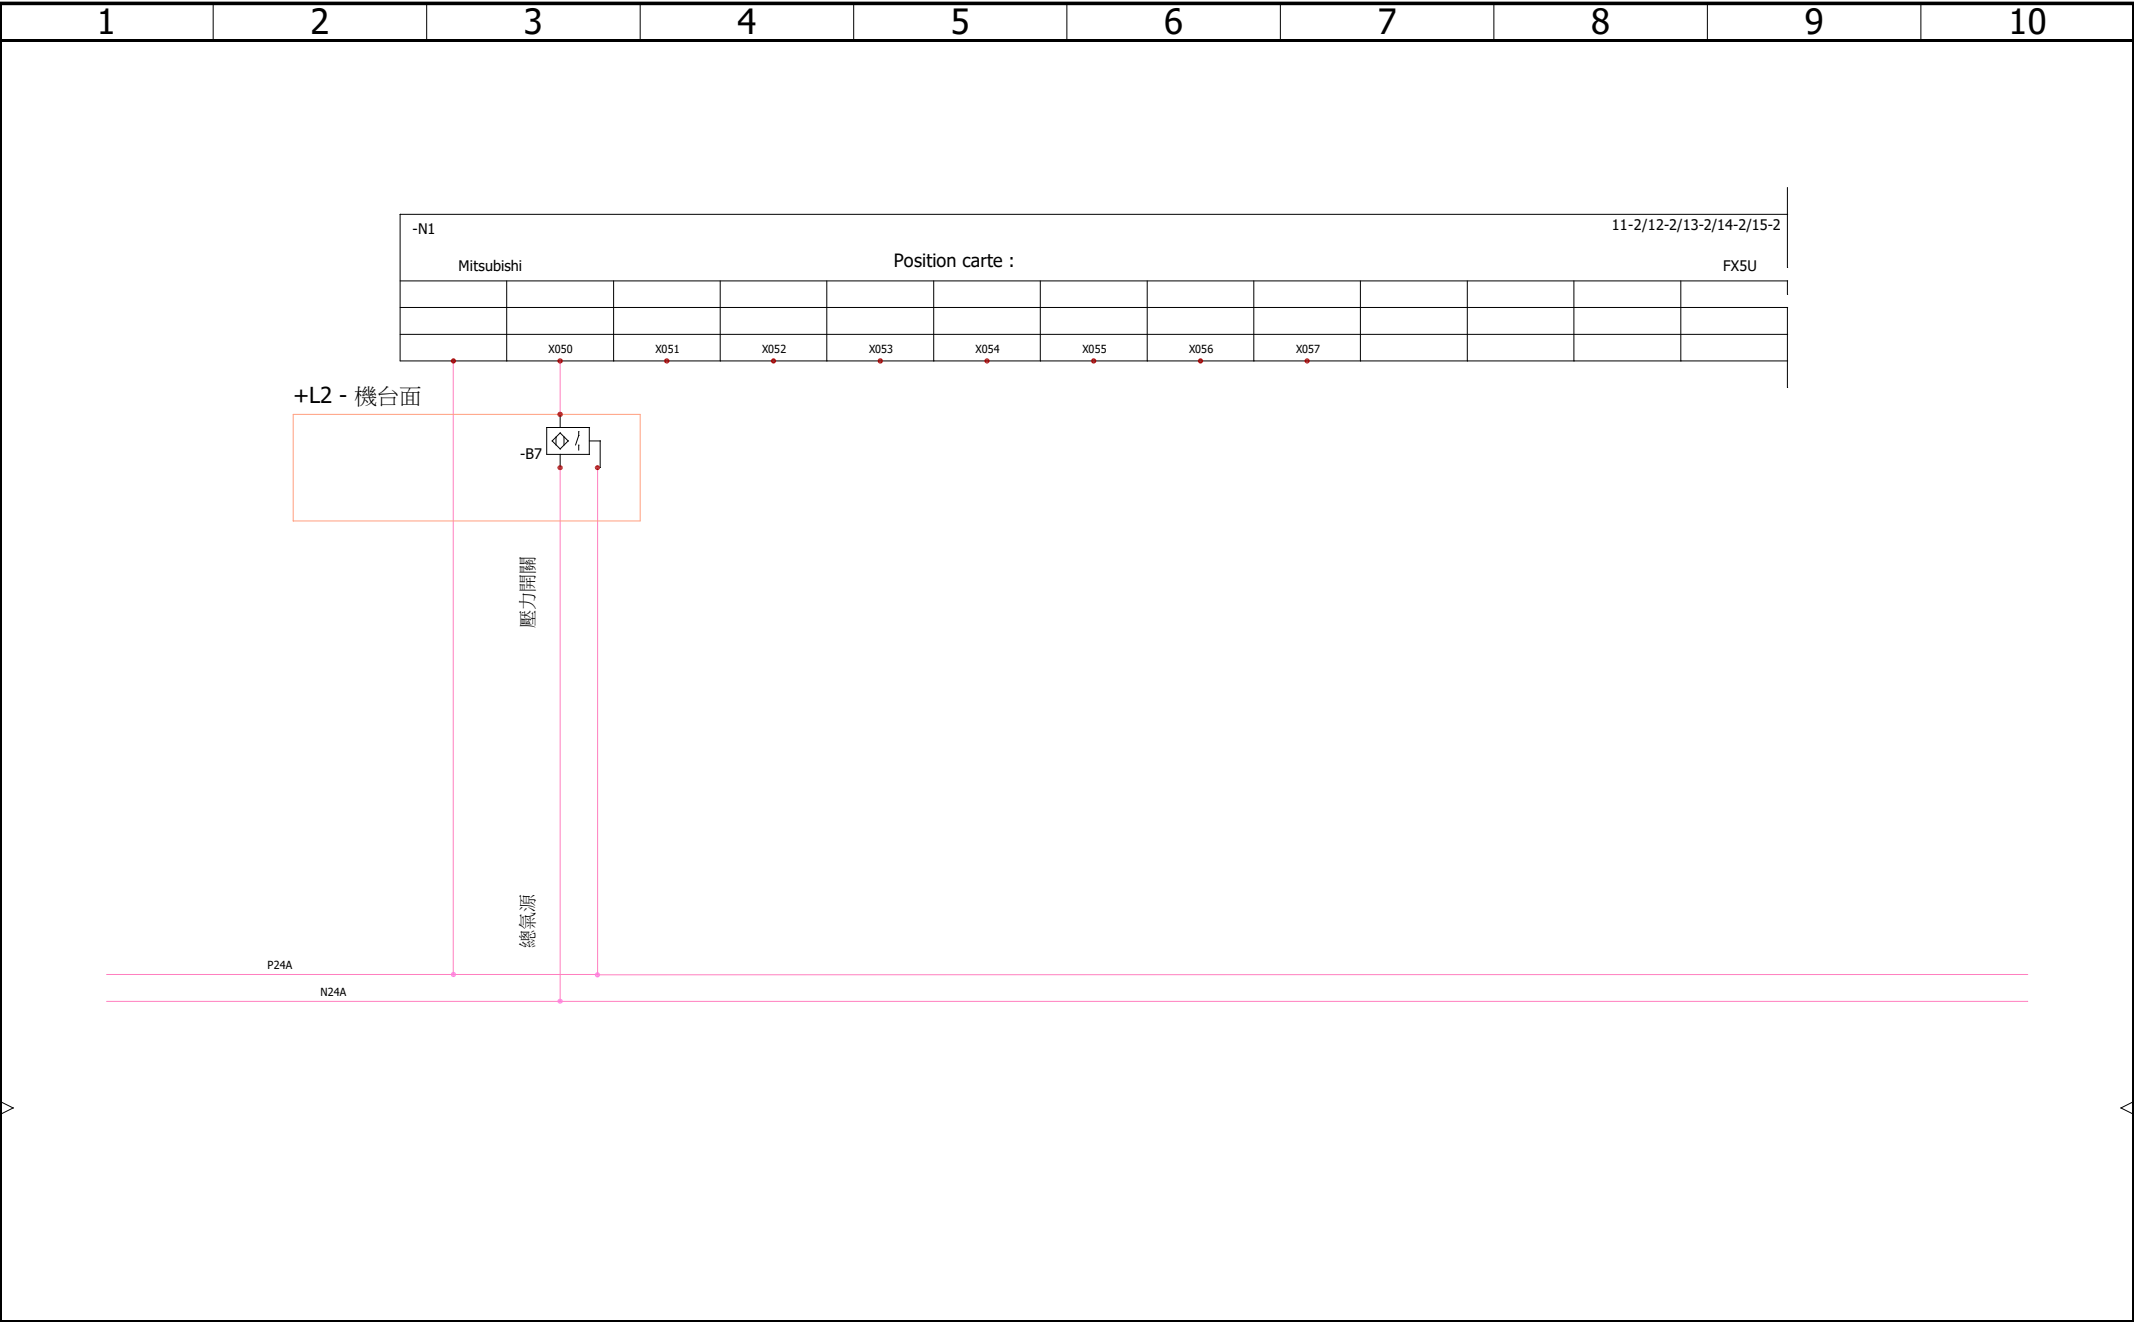 1 2 3 4 5 6 7 8 9 10
-N1 11-2/12-2/13-2/14-2/15-2
Mitsubishi Position carte : FX5U
X050 X051 X052 X053 X054 X055 X056 X057
+L2 - 機台面
-B7
壓力開關
總氣源
P24A
N24A